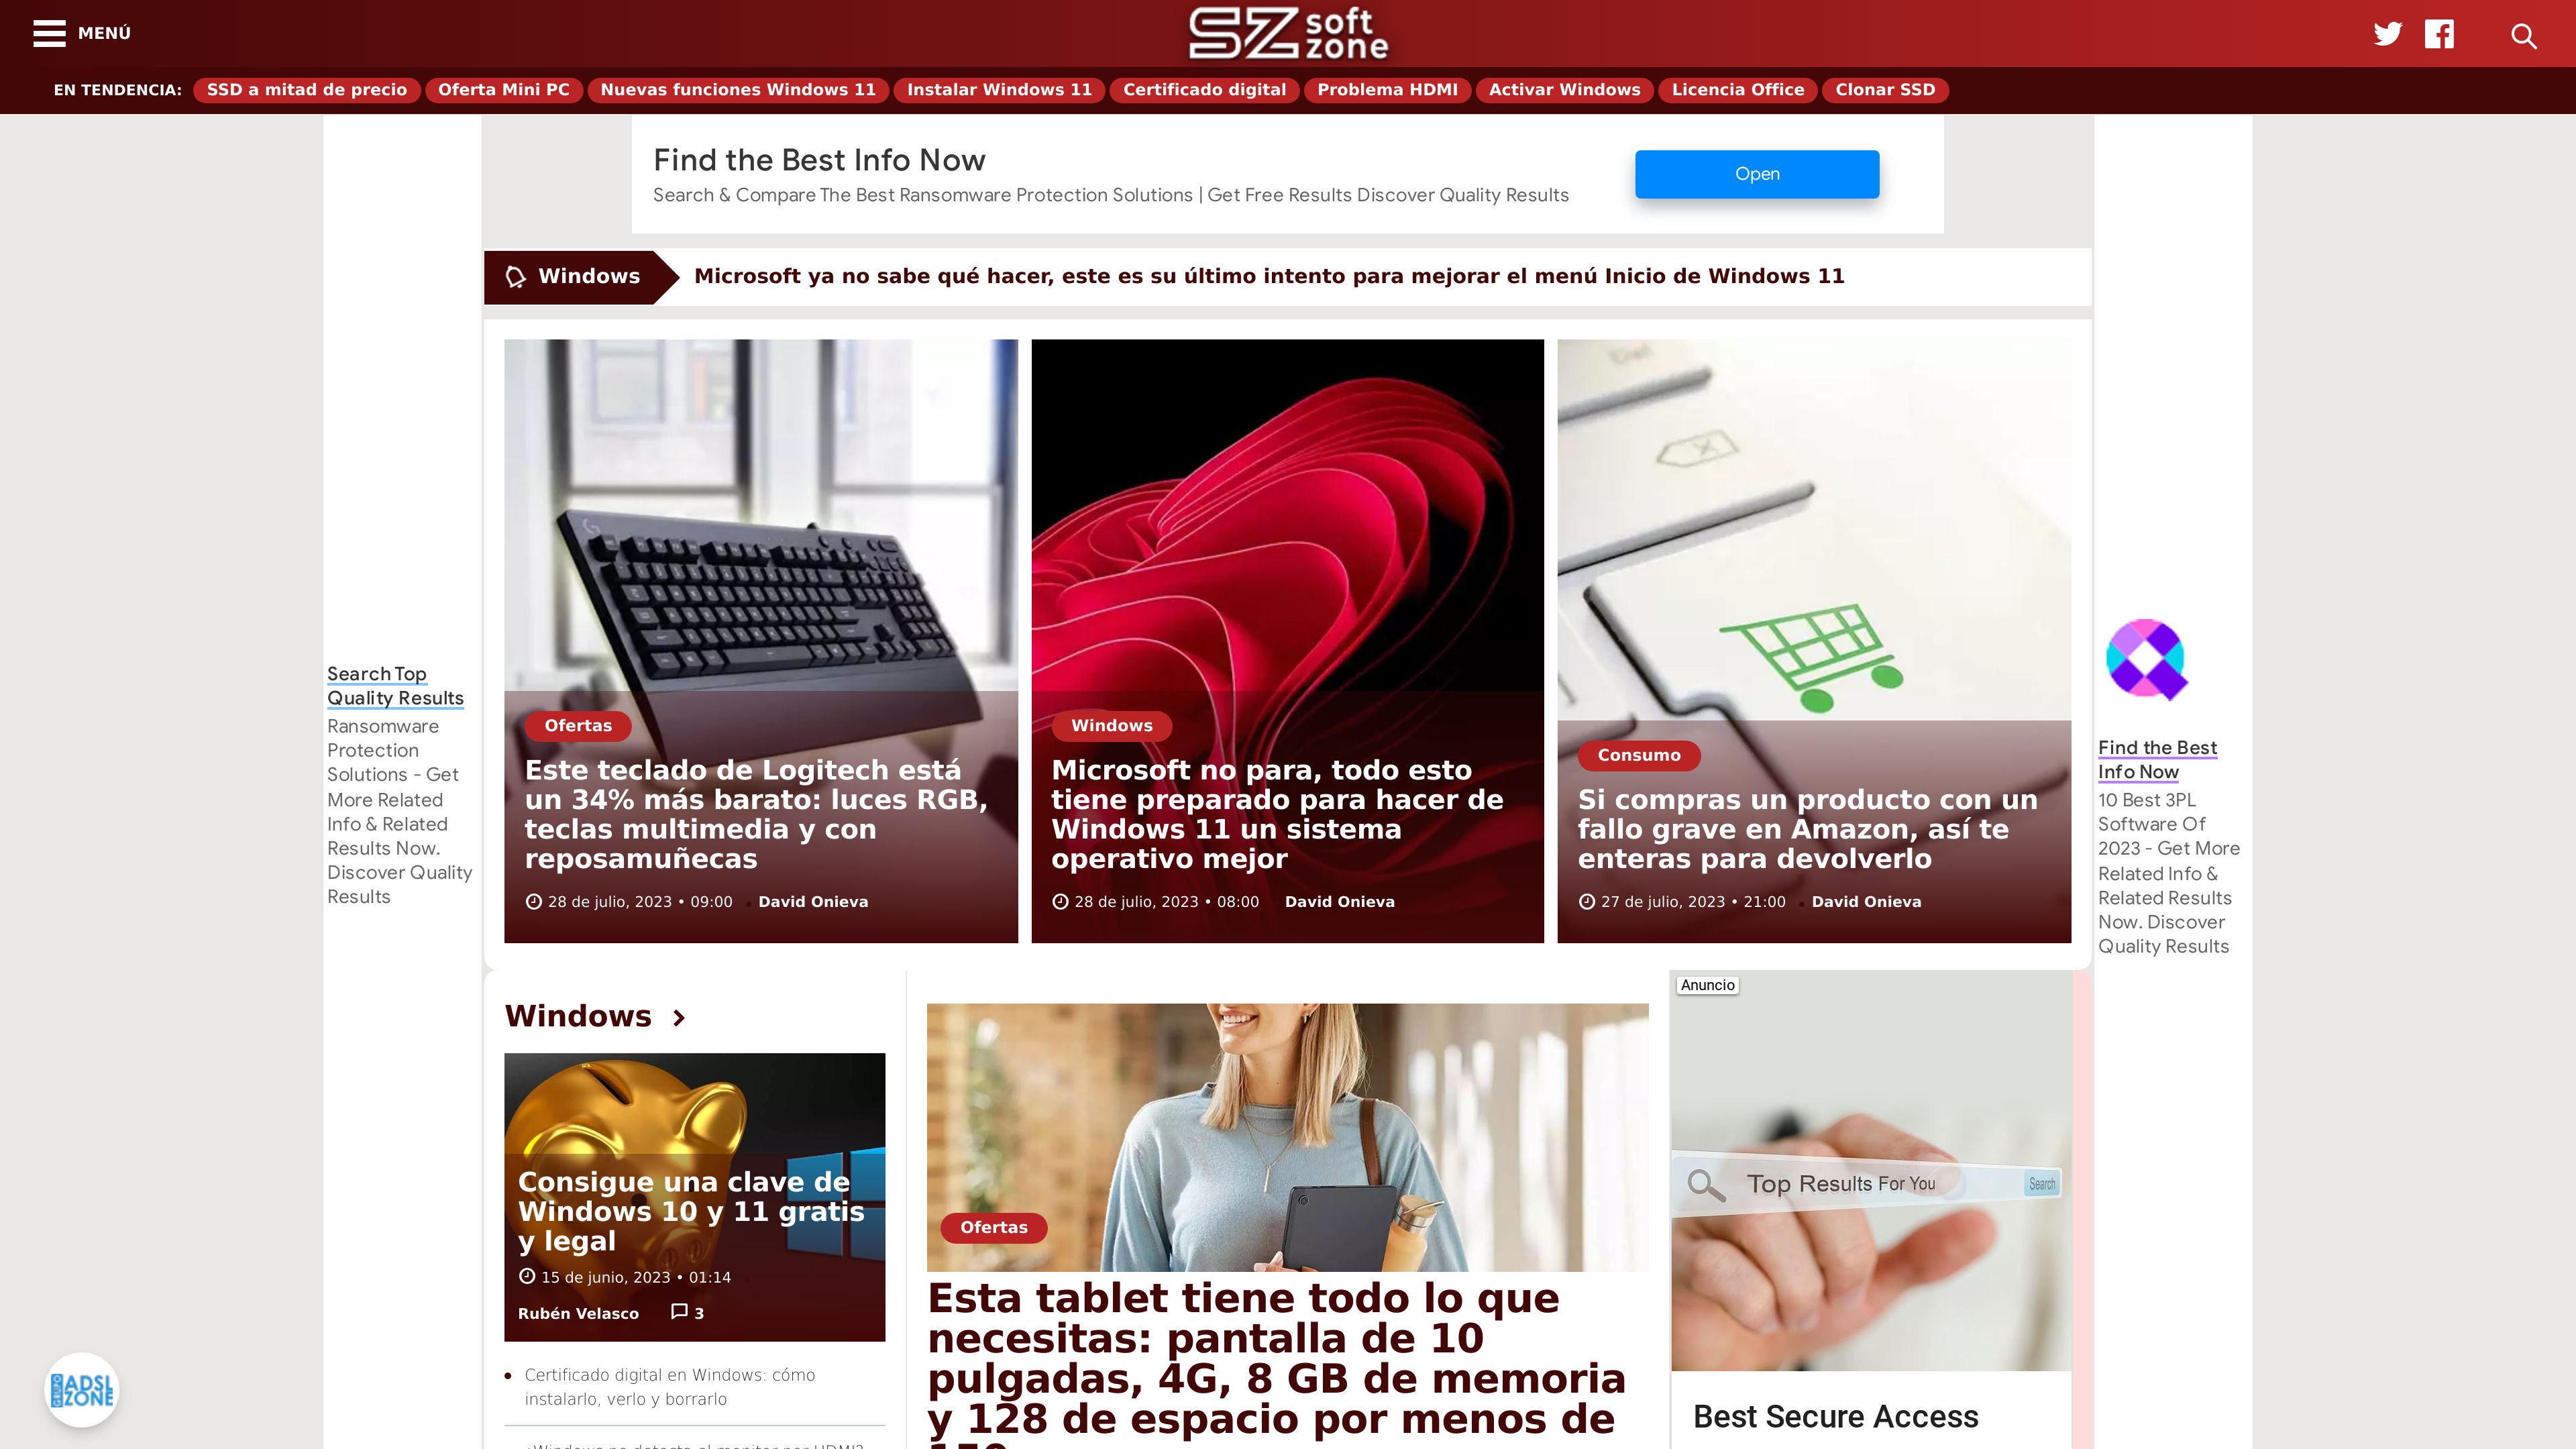 MENÚ
SZ soft zone
EN TENDENCIA: SSD a mitad de precio Oferta Mini PC Nuevas funciones Windows 11 Instalar Windows 11 Certificado digital Problema HDMI Activar Windows Licencia Office Clonar SSD
Find the Best Info Now
Search & Compare The Best Ransomware Protection Solutions | Get Free Results Discover Quality Results
Open
Windows
Microsoft ya no sabe qué hacer, este es su último intento para mejorar el menú Inicio de Windows 11
Search Top
Quality Results
Ransomware
Protection
Solutions - Get
More Related
Info & Related
Results Now.
Discover Quality
Results
Ofertas
Este teclado de Logitech está
un 34% más barato: luces RGB,
teclas multimedia y con
reposamuñecas
28 de julio, 2023 • 09:00 David Onieva
Windows
Microsoft no para, todo esto
tiene preparado para hacer de
Windows 11 un sistema
operativo mejor
28 de julio, 2023 • 08:00 David Onieva
Consumo
Si compras un producto con un
fallo grave en Amazon, así te
enteras para devolverlo
27 de julio, 2023 • 21:00 David Onieva
Find the Best
Info Now
10 Best 3PL
Software Of
2023 - Get More
Related Info &
Related Results
Now. Discover
Quality Results
Windows
Consigue una clave de
Windows 10 y 11 gratis
y legal
15 de junio, 2023 • 01:14
Rubén Velasco 3
Certificado digital en Windows: cómo
instalarlo, verlo y borrarlo
Ofertas
Esta tablet tiene todo lo que
necesitas: pantalla de 10
pulgadas, 4G, 8 GB de memoria
y 128 de espacio por menos de
Anuncio
Top Results For You
Search
Best Secure Access
GRUPO
ADSL
ZONE